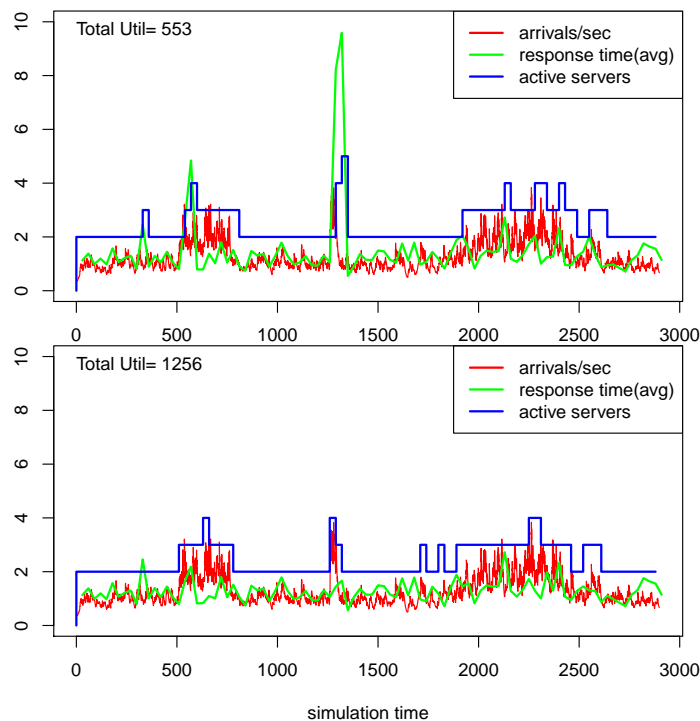 Total Util= 553
arrivals/sec
response time(avg)
active servers
10
8
6
4
2
0
0 500 1000 1500 2000 2500 3000
Total Util= 1256
arrivals/sec
response time(avg)
active servers
10
8
6
4
2
0
0 500 1000 1500 2000 2500 3000
simulation time